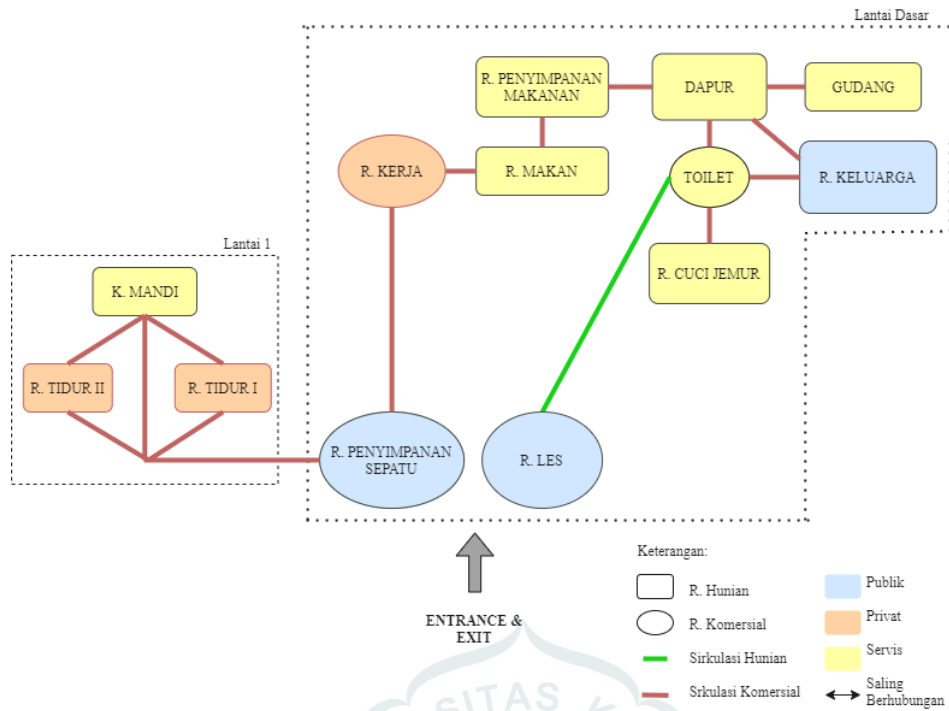 Lantai Dasar
R. PENYIMPANAN
MAKANAN
DAPUR
GUDANG
R. KERJA
R. MAKAN
TOILET
R. KELUARGA
Lantai 1
R. CUCI JEMUR
K. MANDI
R. TIDUR II
R. TIDUR I
R. PENYIMPANAN
SEPATU
R. LES
ENTRANCE &
EXIT
Keterangan:
R. Hunian
R. Komersial
Sirkulasi Hunian
Srkulasi Komersial
Publik
Privat
Servis
Saling
Berhubungan
SITAS K